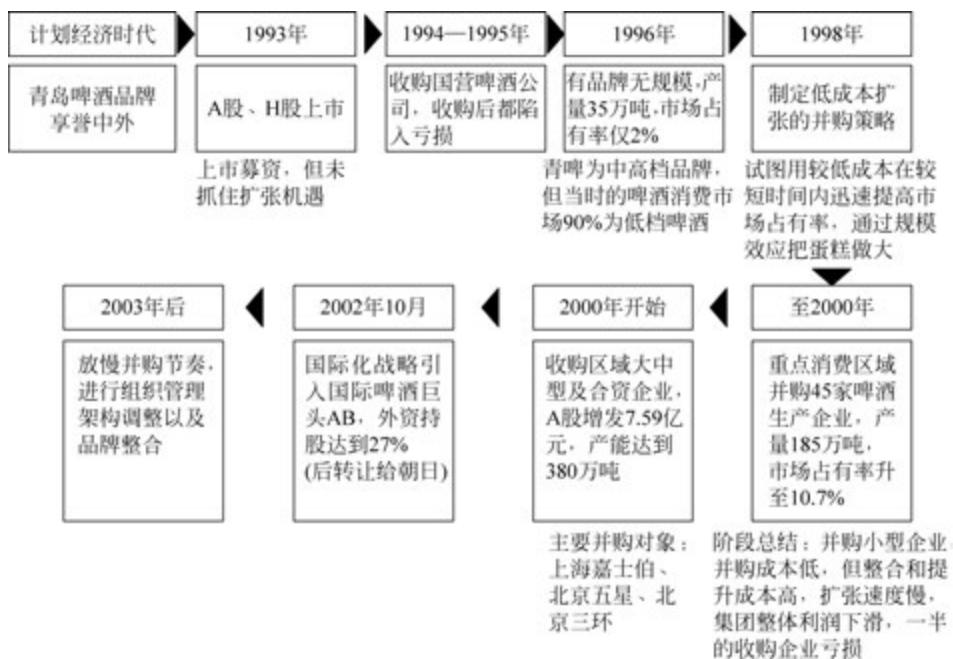 计划经济时代
青岛啤酒品牌
享誉中外
1993年
A股、H股上市
上市募资，但未
抓住扩张机遇
1994—1995年
收购国营啤酒公
司，收购后都陷
入亏损
1996年
有品牌无规模,产
量35万吨,市场占
有率仅2%
青啤为中高档品牌，
但当时的啤酒消费市
场90%为低档啤酒
1998年
制定低成本扩
张的并购策略
试图用较低成本在较
短时间内迅速提高市
场占有率，通过规模
效应把蛋糕做大
至2000年
重点消费区域
并购45家啤酒
生产企业，产
量185万吨，
市场占有率升
至10.7%
阶段总结：并购小型企业，
并购成本低，但整合和提
升成本高，扩张速度慢，
集团整体利润下滑，一半
的收购企业亏损
2000年开始
收购区域大中
型及合资企业，
A股增发7.59亿
元，产能达到
380万吨
主要并购对象：
上海嘉士伯、
北京五星、北
京三环
2002年10月
国际化战略引
入国际啤酒巨
头AB，外资持
股达到27%
(后转让给朝日)
2003年后
放慢并购节奏，
进行组织管理
架构调整以及
品牌整合